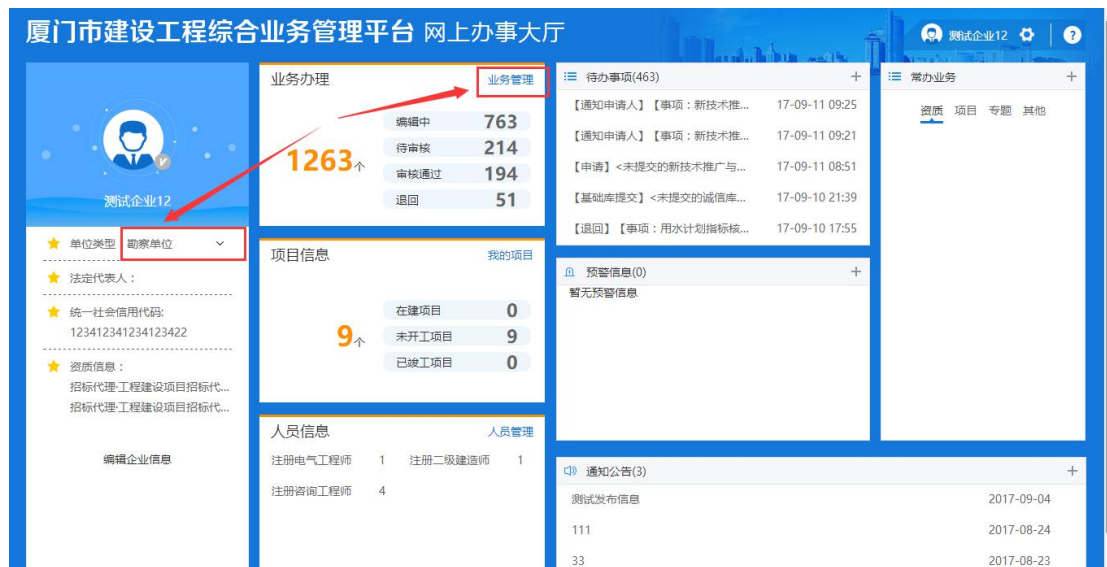 厦门市建设工程综合业务管理平台 网上办事大厅
测试企业12
?
测试企业12
单位类型 勘察单位
法定代表人：
统一社会信用代码:
123412341234123422
资质信息：
招标代理·工程建设项目招标代...
招标代理·工程建设项目招标代...
编辑企业信息
业务办理 业务管理
1263个
编辑中 763
待审核 214
审核通过 194
退回 51
项目信息 我的项目
9个
在建项目 0
未开工项目 9
已竣工项目 0
人员信息 人员管理
注册电气工程师 1 注册二级建造师 1
注册咨询工程师 4
待办事项(463) +
【通知申请人】【事项：新技术推... 17-09-11 09:25
【通知申请人】【事项：新技术推... 17-09-11 09:21
【申请】<未提交的新技术推广与... 17-09-11 08:51
【基础库提交】<未提交的诚信库... 17-09-10 21:39
【退回】【事项：用水计划指标核... 17-09-10 17:55
预警信息(0) +
暂无预警信息
常办业务 +
资质 项目 专题 其他
通知公告(3) +
测试发布信息 2017-09-04
111 2017-08-24
33 2017-08-23